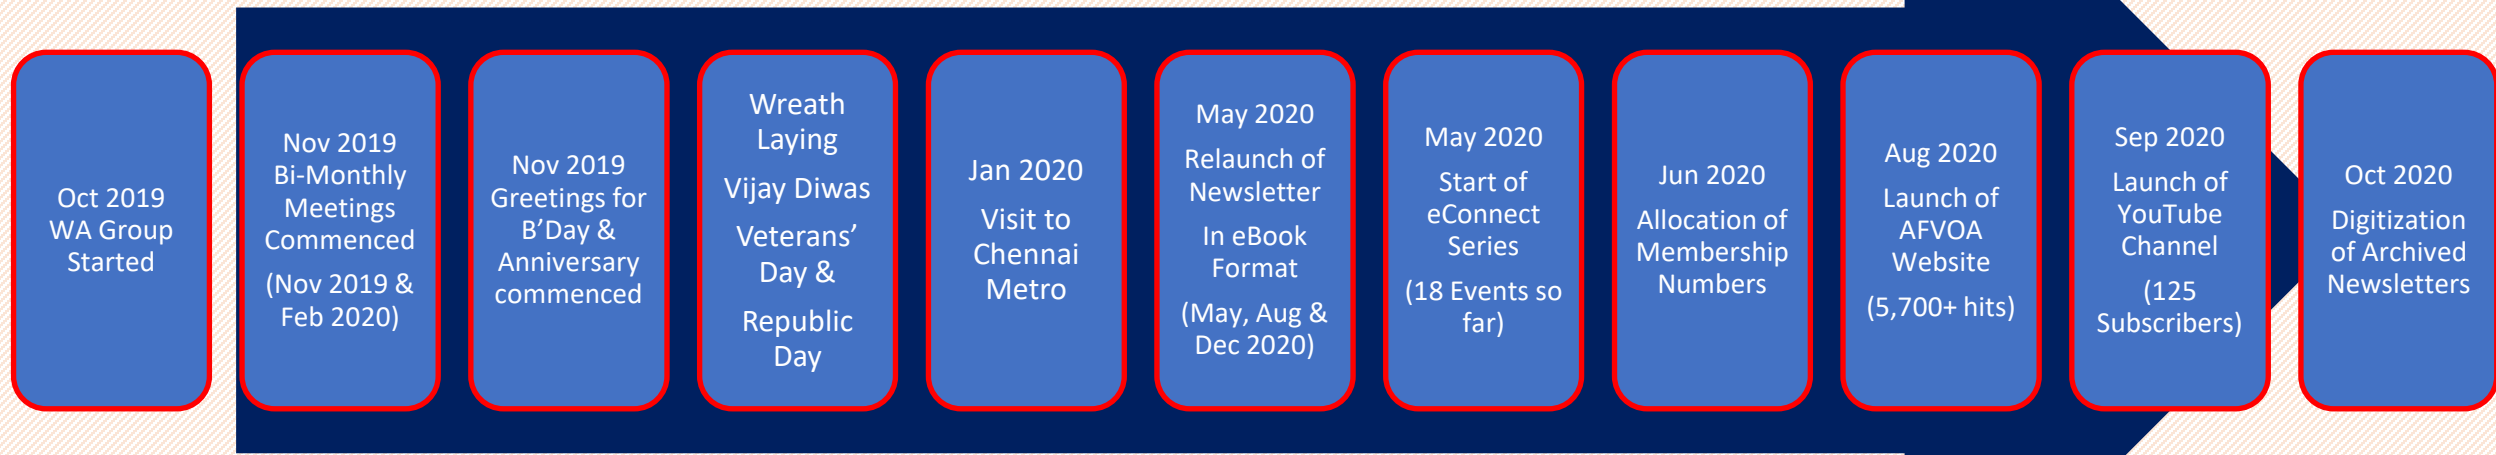 Oct 2019
WA Group
Started
Nov 2019
Bi-Monthly
Meetings
Commenced
(Nov 2019 &
Feb 2020)
Nov 2019
Greetings for
B’Day &
Anniversary
commenced
Wreath
Laying
Vijay Diwas
Veterans’
Day &
Republic
Day
Jan 2020
Visit to
Chennai
Metro
May 2020
Relaunch of
Newsletter
In eBook
Format
(May, Aug &
Dec 2020)
May 2020
Start of
eConnect
Series
(18 Events so
far)
Jun 2020
Allocation of
Membership
Numbers
Aug 2020
Launch of
AFVOA
Website
(5,700+ hits)
Sep 2020
Launch of
YouTube
Channel
(125
Subscribers)
Oct 2020
Digitization
of Archived
Newsletters